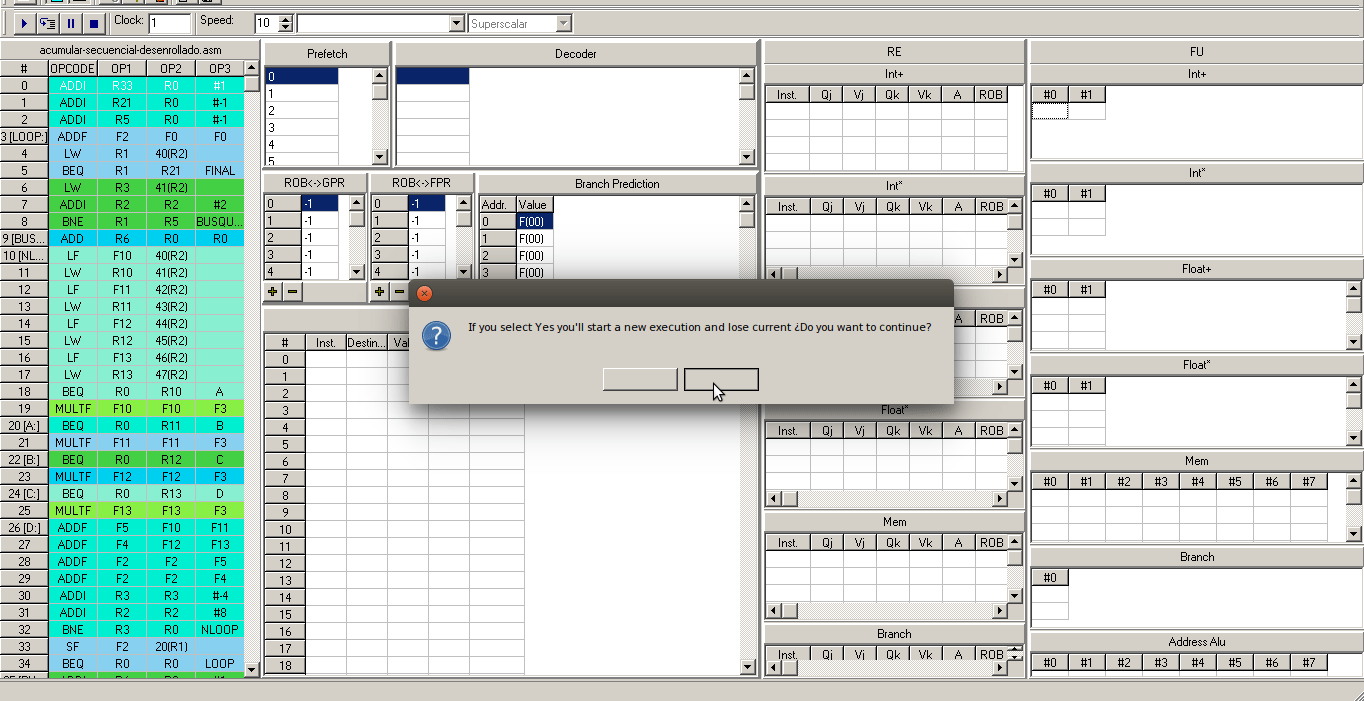 Clock: 1 Speed: 10 Superscalar
acumular-secuencial-desenrollado.asm
# OPCODE OP1 OP2 OP3
0 ADDI R33 R0 #1
1 ADDI R21 R0 #-1
2 ADDI R5 R0 #-1
3 [LOOP:] ADDF F2 F0 F0
4 LW R1 40(R2)
5 BEQ R1 R21 FINAL
6 LW R3 41(R2)
7 ADDI R2 R2 #2
8 BNE R1 R5 BUSQU...
9 [BUS... ADD R6 R0 R0
10 [NL... LF F10 40(R2)
11 LW R10 41(R2)
12 LF F11 42(R2)
13 LW R11 43(R2)
14 LF F12 44(R2)
15 LW R12 45(R2)
16 LF F13 46(R2)
17 LW R13 47(R2)
18 BEQ R0 R10 A
19 MULTF F10 F10 F3
20 [A:] BEQ R0 R11 B
21 MULTF F11 F11 F3
22 [B:] BEQ R0 R12 C
23 MULTF F12 F12 F3
24 [C:] BEQ R0 R13 D
25 MULTF F13 F13 F3
26 [D:] ADDF F5 F10 F11
27 ADDF F4 F12 F13
28 ADDF F2 F2 F5
29 ADDF F2 F2 F4
30 ADDI R3 R3 #-4
31 ADDI R2 R2 #8
32 BNE R3 R0 NLOOP
33 SF F2 20(R1)
34 BEQ R0 R0 LOOP
Prefetch
0
1
2
3
4
5
Decoder
ROB<->GPR
0 -1
1 -1
2 -1
3 -1
4 -1
ROB<->FPR
0 -1
1 -1
2 -1
3 -1
4 -1
Branch Prediction
Addr. Value
0 F(00)
1 F(00)
2 F(00)
3 F(00)
If you select Yes you'll start a new execution and lose current ¿Do you want to continue?
# Inst. Destin...
0
1
2
3
4
5
6
7
8
9
10
11
12
13
14
15
16
17
18
RE
Int+
Inst. Qj Vj Qk Vk A ROB
Int*
Inst. Qj Vj Qk Vk A ROB
A ROB
Float*
Inst. Qj Vj Qk Vk A ROB
Mem
Inst. Qj Vj Qk Vk A ROB
Branch
Inst. Qj Vj Qk Vk A ROB
FU
Int+
#0 #1
Int*
#0 #1
Float+
#0 #1
Float*
#0 #1
Mem
#0 #1 #2 #3 #4 #5 #6 #7
Branch
#0
Address Alu
#0 #1 #2 #3 #4 #5 #6 #7